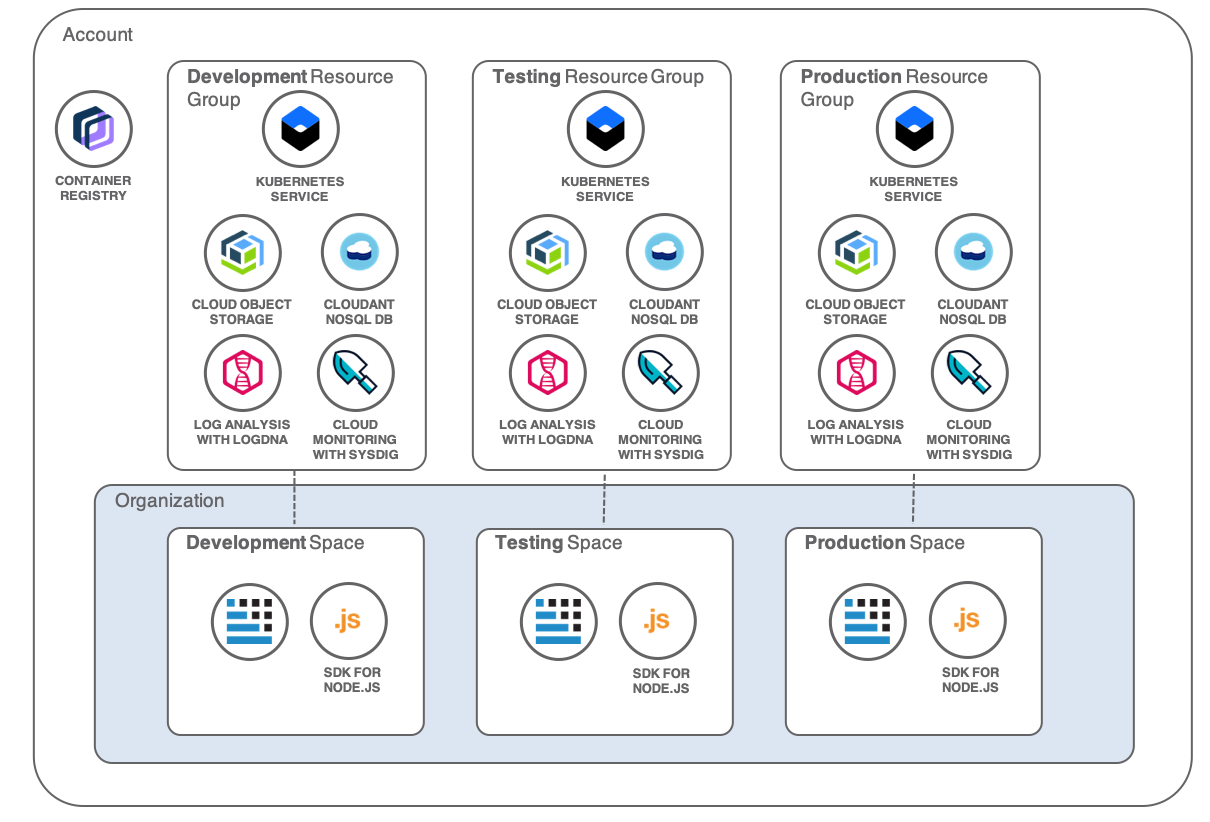 Account
CONTAINER
REGISTRY
Development Resource
Group
KUBERNETES
SERVICE
CLOUD OBJECT
STORAGE
CLOUDANT
NOSQL DB
LOG ANALYSIS
WITH LOGDNA
CLOUD
MONITORING
WITH SYSDIG
Testing Resource Group
KUBERNETES
SERVICE
CLOUD OBJECT
STORAGE
CLOUDANT
NOSQL DB
LOG ANALYSIS
WITH LOGDNA
CLOUD
MONITORING
WITH SYSDIG
Production Resource
Group
KUBERNETES
SERVICE
CLOUD OBJECT
STORAGE
CLOUDANT
NOSQL DB
LOG ANALYSIS
WITH LOGDNA
CLOUD
MONITORING
WITH SYSDIG
Organization
Development Space
.js
SDK FOR
NODE.JS
Testing Space
.js
SDK FOR
NODE.JS
Production Space
.js
SDK FOR
NODE.JS